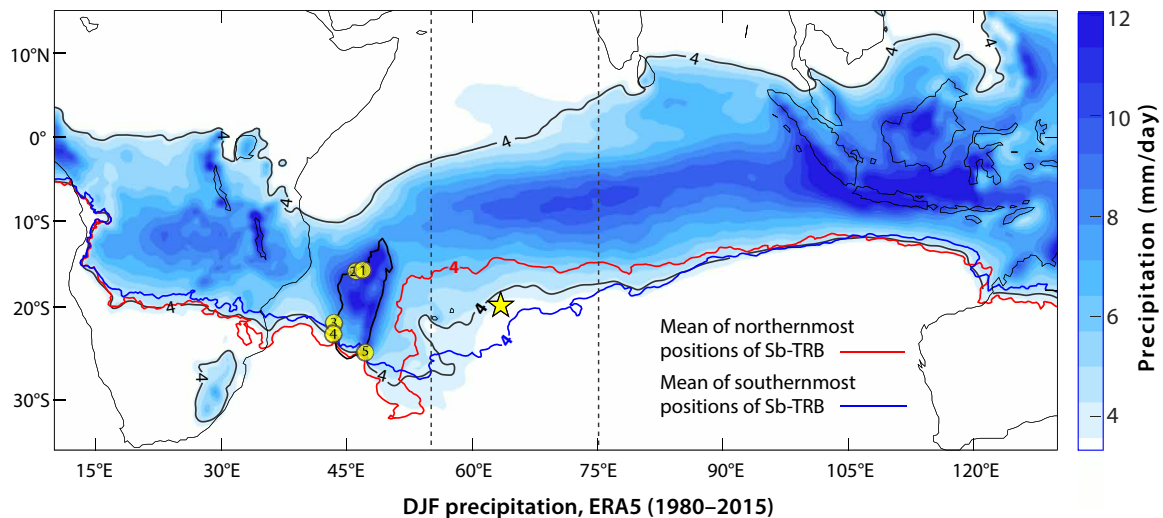 12
10°N
4
4
0°
4
4
10
10°S
4
2 1
8
20°S
4
4
3
4
4
5
4
4
Mean of northernmost
positions of Sb-TRB
Mean of southernmost
positions of Sb-TRB
30°S
6
4
Precipitation (mm/day)
15°E 30°E 45°E 60°E 75°E 90°E 105°E 120°E
DJF precipitation, ERA5 (1980–2015)